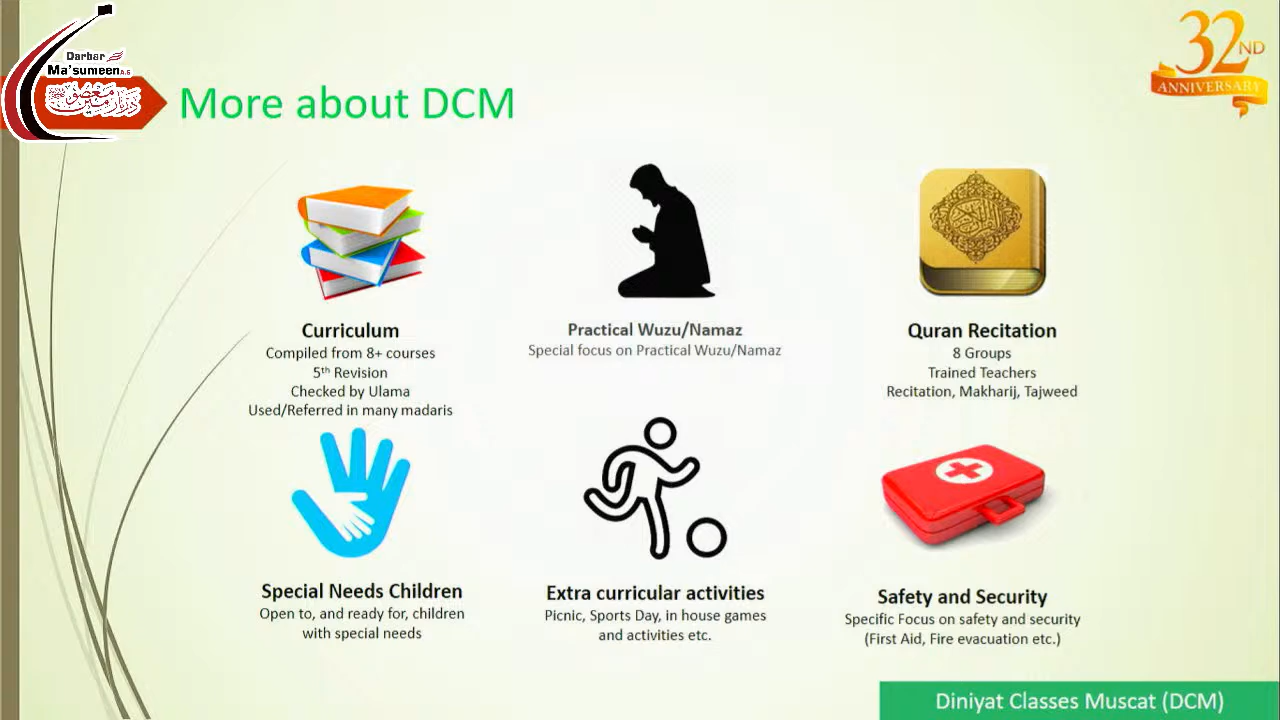 Darbar
Ma'sumeen A.S
دربار معصومین
32ND
ANNIVERSARY
More about DCM
Curriculum
Compiled from 8+ courses
5th Revision
Checked by Ulama
Used/Referred in many madaris
Practical Wuzu/Namaz
Special focus on Practical Wuzu/Namaz
Quran Recitation
8 Groups
Trained Teachers
Recitation, Makharij, Tajweed
Special Needs Children
Open to, and ready for, children
with special needs
Extra curricular activities
Picnic, Sports Day, in house games
and activities etc.
Safety and Security
Specific Focus on safety and security
(First Aid, Fire evacuation etc.)
Diniyat Classes Muscat (DCM)